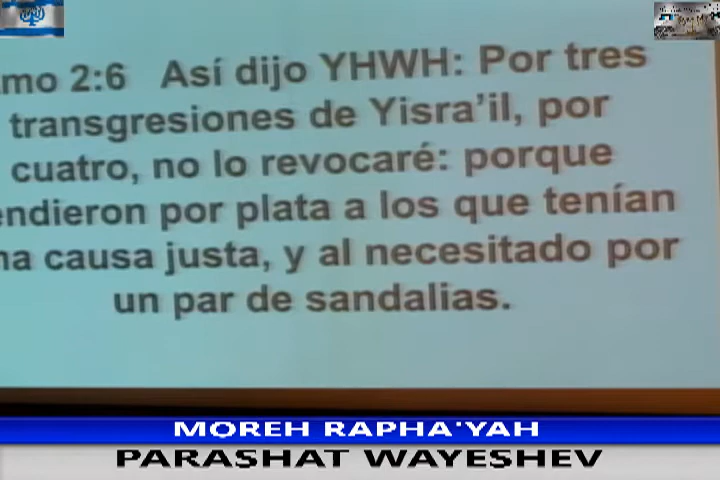 mo 2:6 Así dijo YHWH: Por tres
transgresiones de Yisra’il, por
cuatro, no lo revocaré: porque
endieron por plata a los que tenían
na causa justa, y al necesitado por
un par de sandalias.
MOREH RAPHA'YAH
PARASHAT WAYESHEV